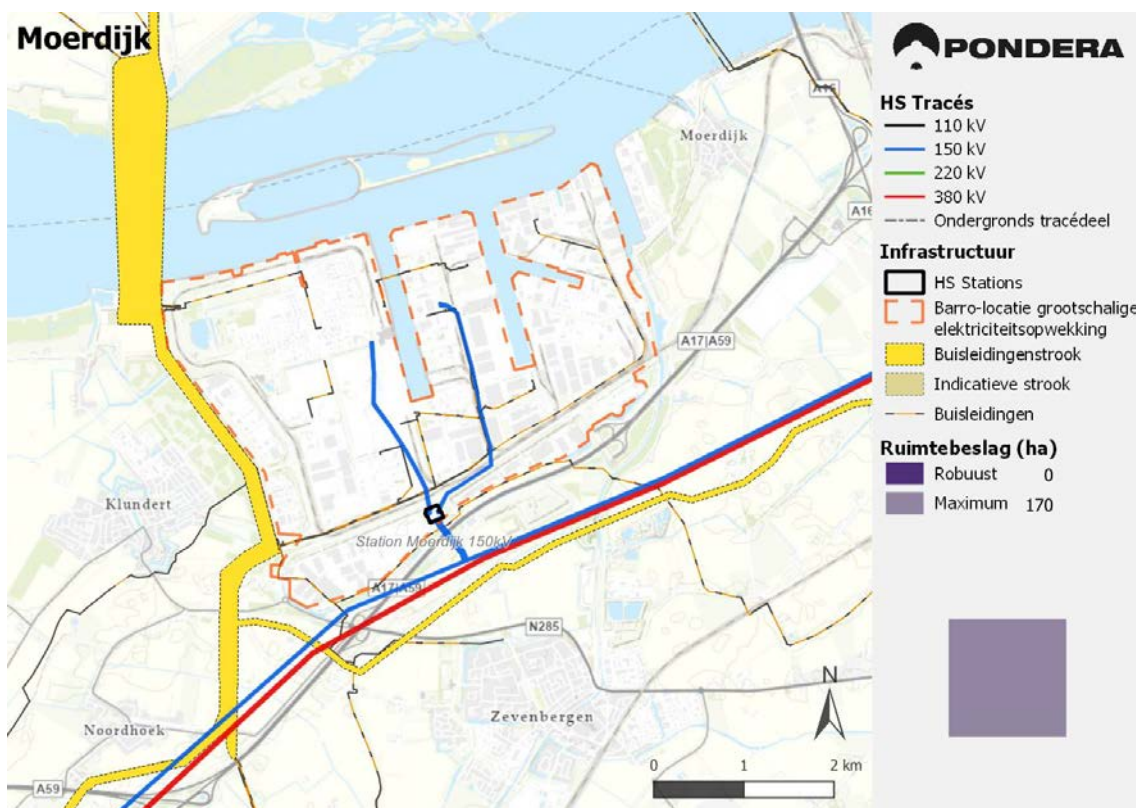 Moerdijk
PONDERA
HS Tracés
110 kV
150 kV
220 kV
380 kV
Ondergronds tracédeel
Infrastructuur
HS Stations
Barro-locatie grootschalige
elektriciteitsopwekking
Buisleidingenstrook
Indicatieve strook
Buisleidingen
Ruimtebeslag (ha)
Robuust 0
Maximum 170
A16
Moerdijk
A16
A17|A59
Klundert
Station Moerdijk 150kV
A17|A59
N285
Zevenbergen
Noordhoek
A59
N
0 1 2 km